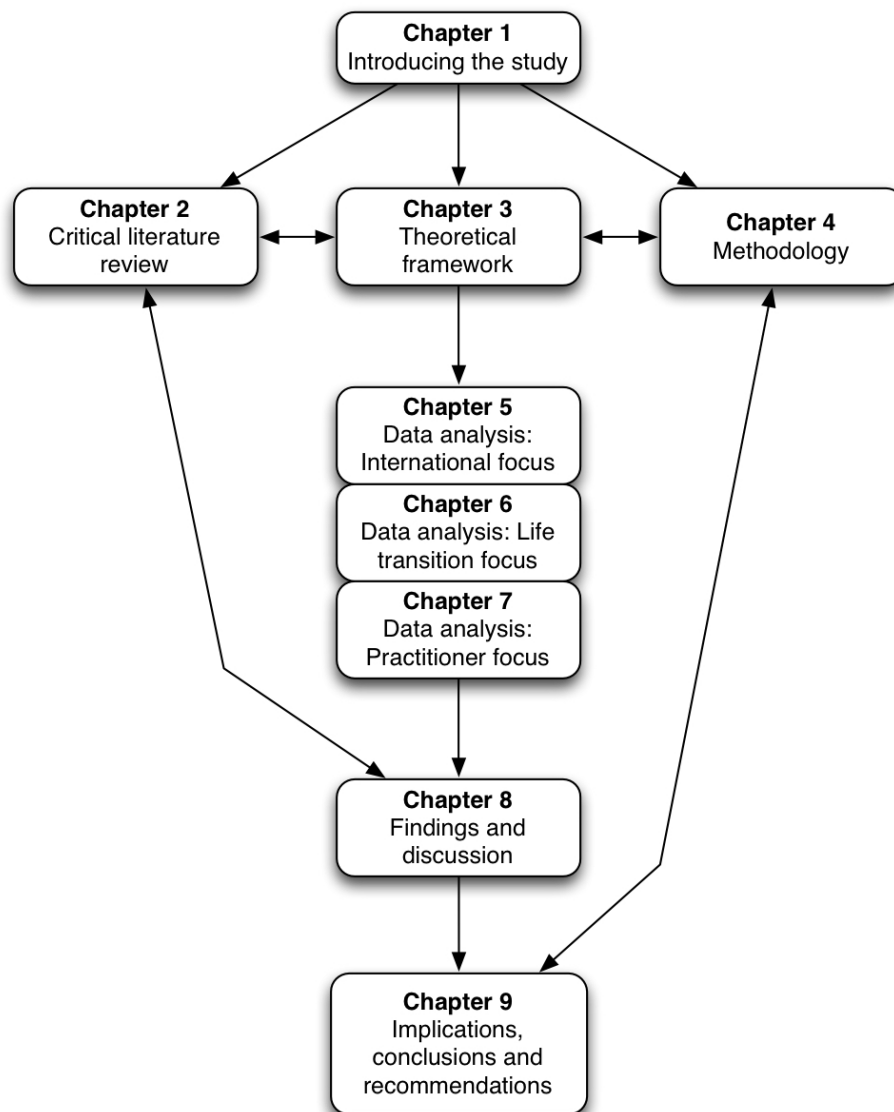 Chapter 1
Introducing the study
Chapter 2
Critical literature
review
Chapter 3
Theoretical
framework
Chapter 4
Methodology
Chapter 5
Data analysis:
International focus
Chapter 6
Data analysis: Life
transition focus
Chapter 7
Data analysis:
Practitioner focus
Chapter 8
Findings and
discussion
Chapter 9
Implications,
conclusions and
recommendations